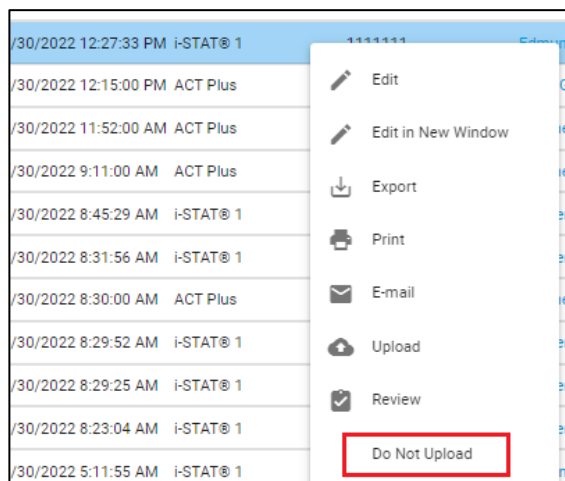 /30/2022 12:27:33 PM i-STAT® 1 1111111
/30/2022 12:15:00 PM ACT Plus
/30/2022 11:52:00 AM ACT Plus
/30/2022 9:11:00 AM ACT Plus
/30/2022 8:45:29 AM i-STAT® 1
/30/2022 8:31:56 AM i-STAT® 1
/30/2022 8:30:00 AM ACT Plus
/30/2022 8:29:52 AM i-STAT® 1
/30/2022 8:29:25 AM i-STAT® 1
/30/2022 8:23:04 AM i-STAT® 1
/30/2022 5:11:55 AM i-STAT® 1
Edit
Edit in New Window
Export
Print
E-mail
Upload
Review
Do Not Upload